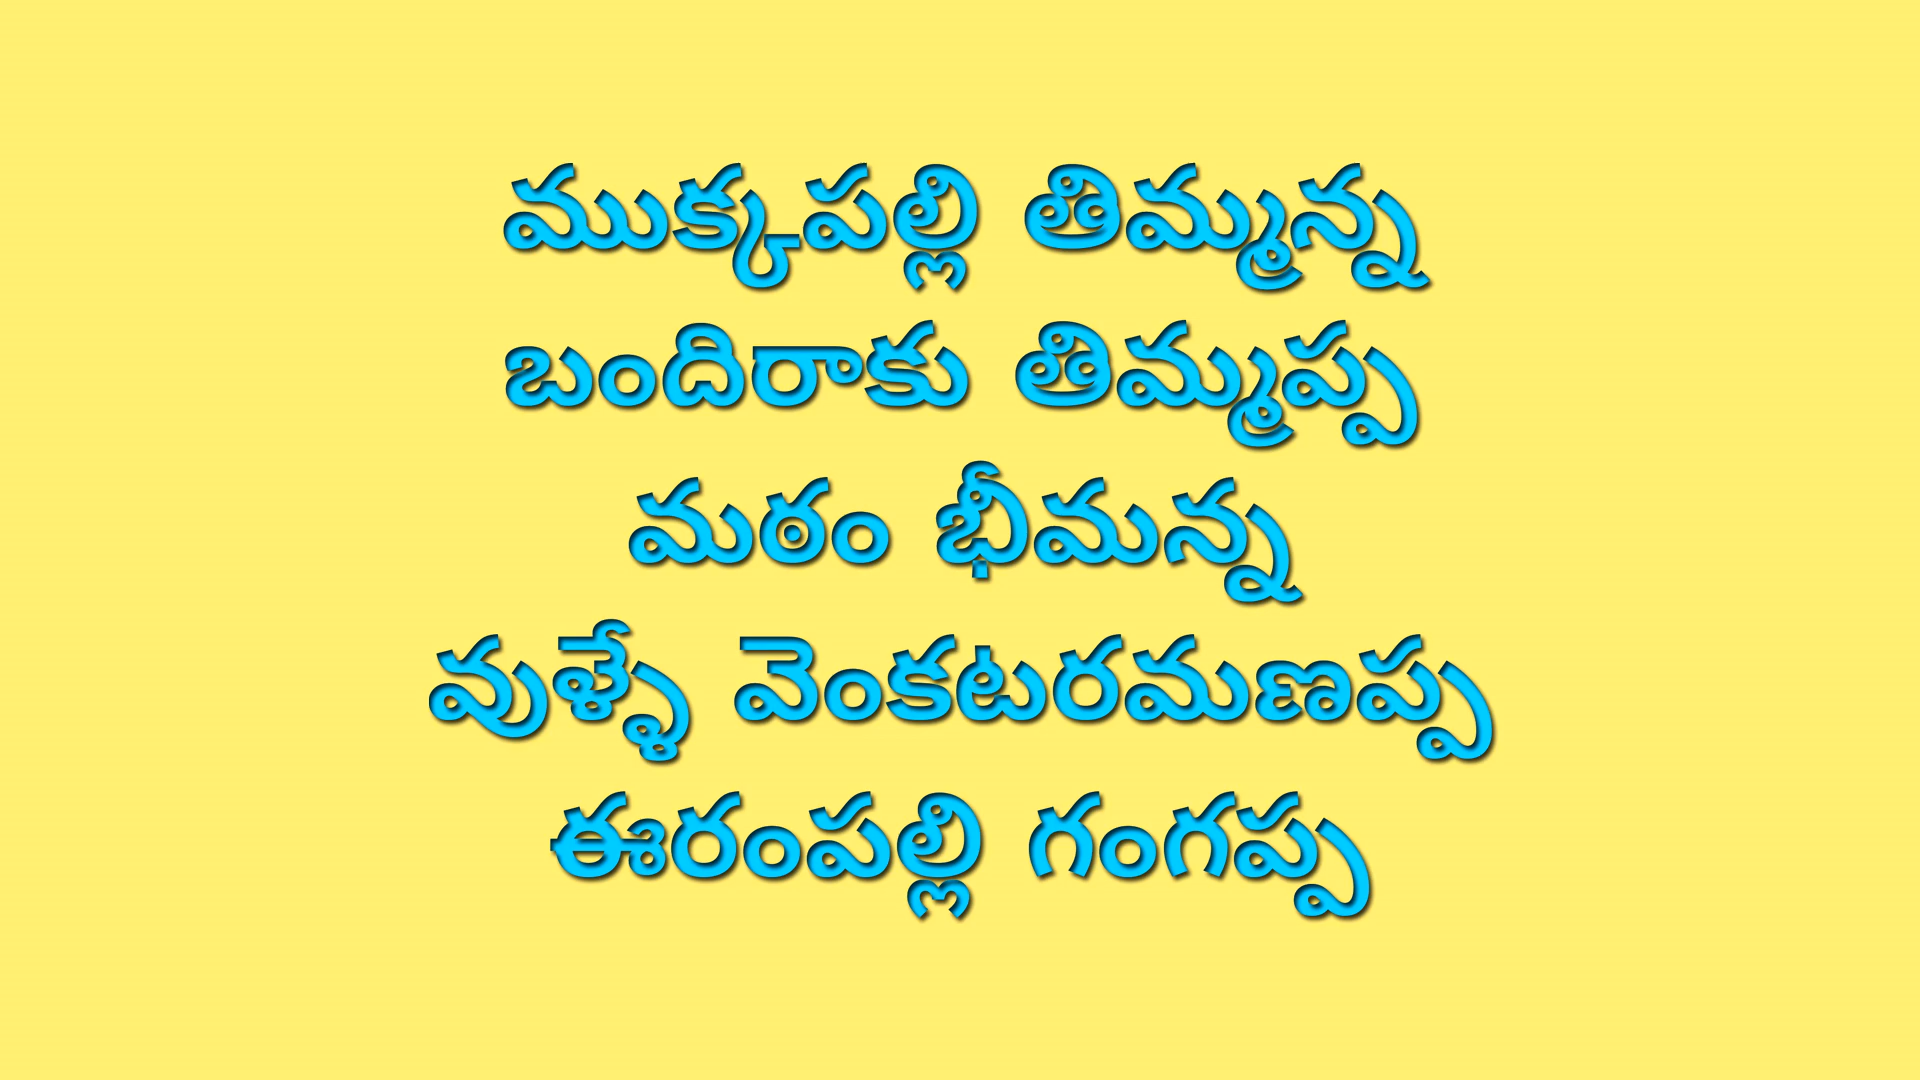 ముక్కపల్లి తిమ్మన్న
బందిరాకు తిమ్మప్ప
మఠం భీమన్న
వుళ్ళే వెంకటరమణప్ప
ఈరంపల్లి గంగప్ప